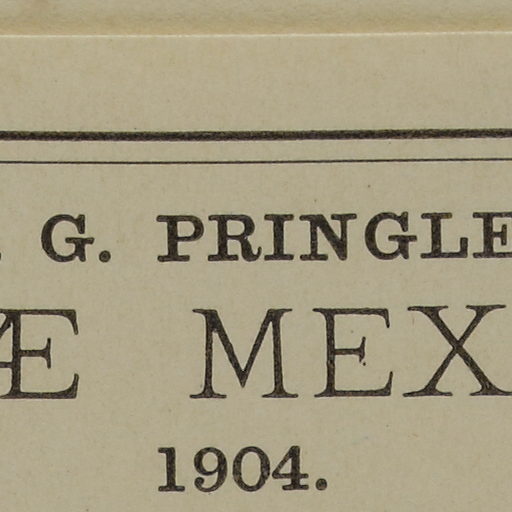 G. PRINGLE
Æ MEX
1904.